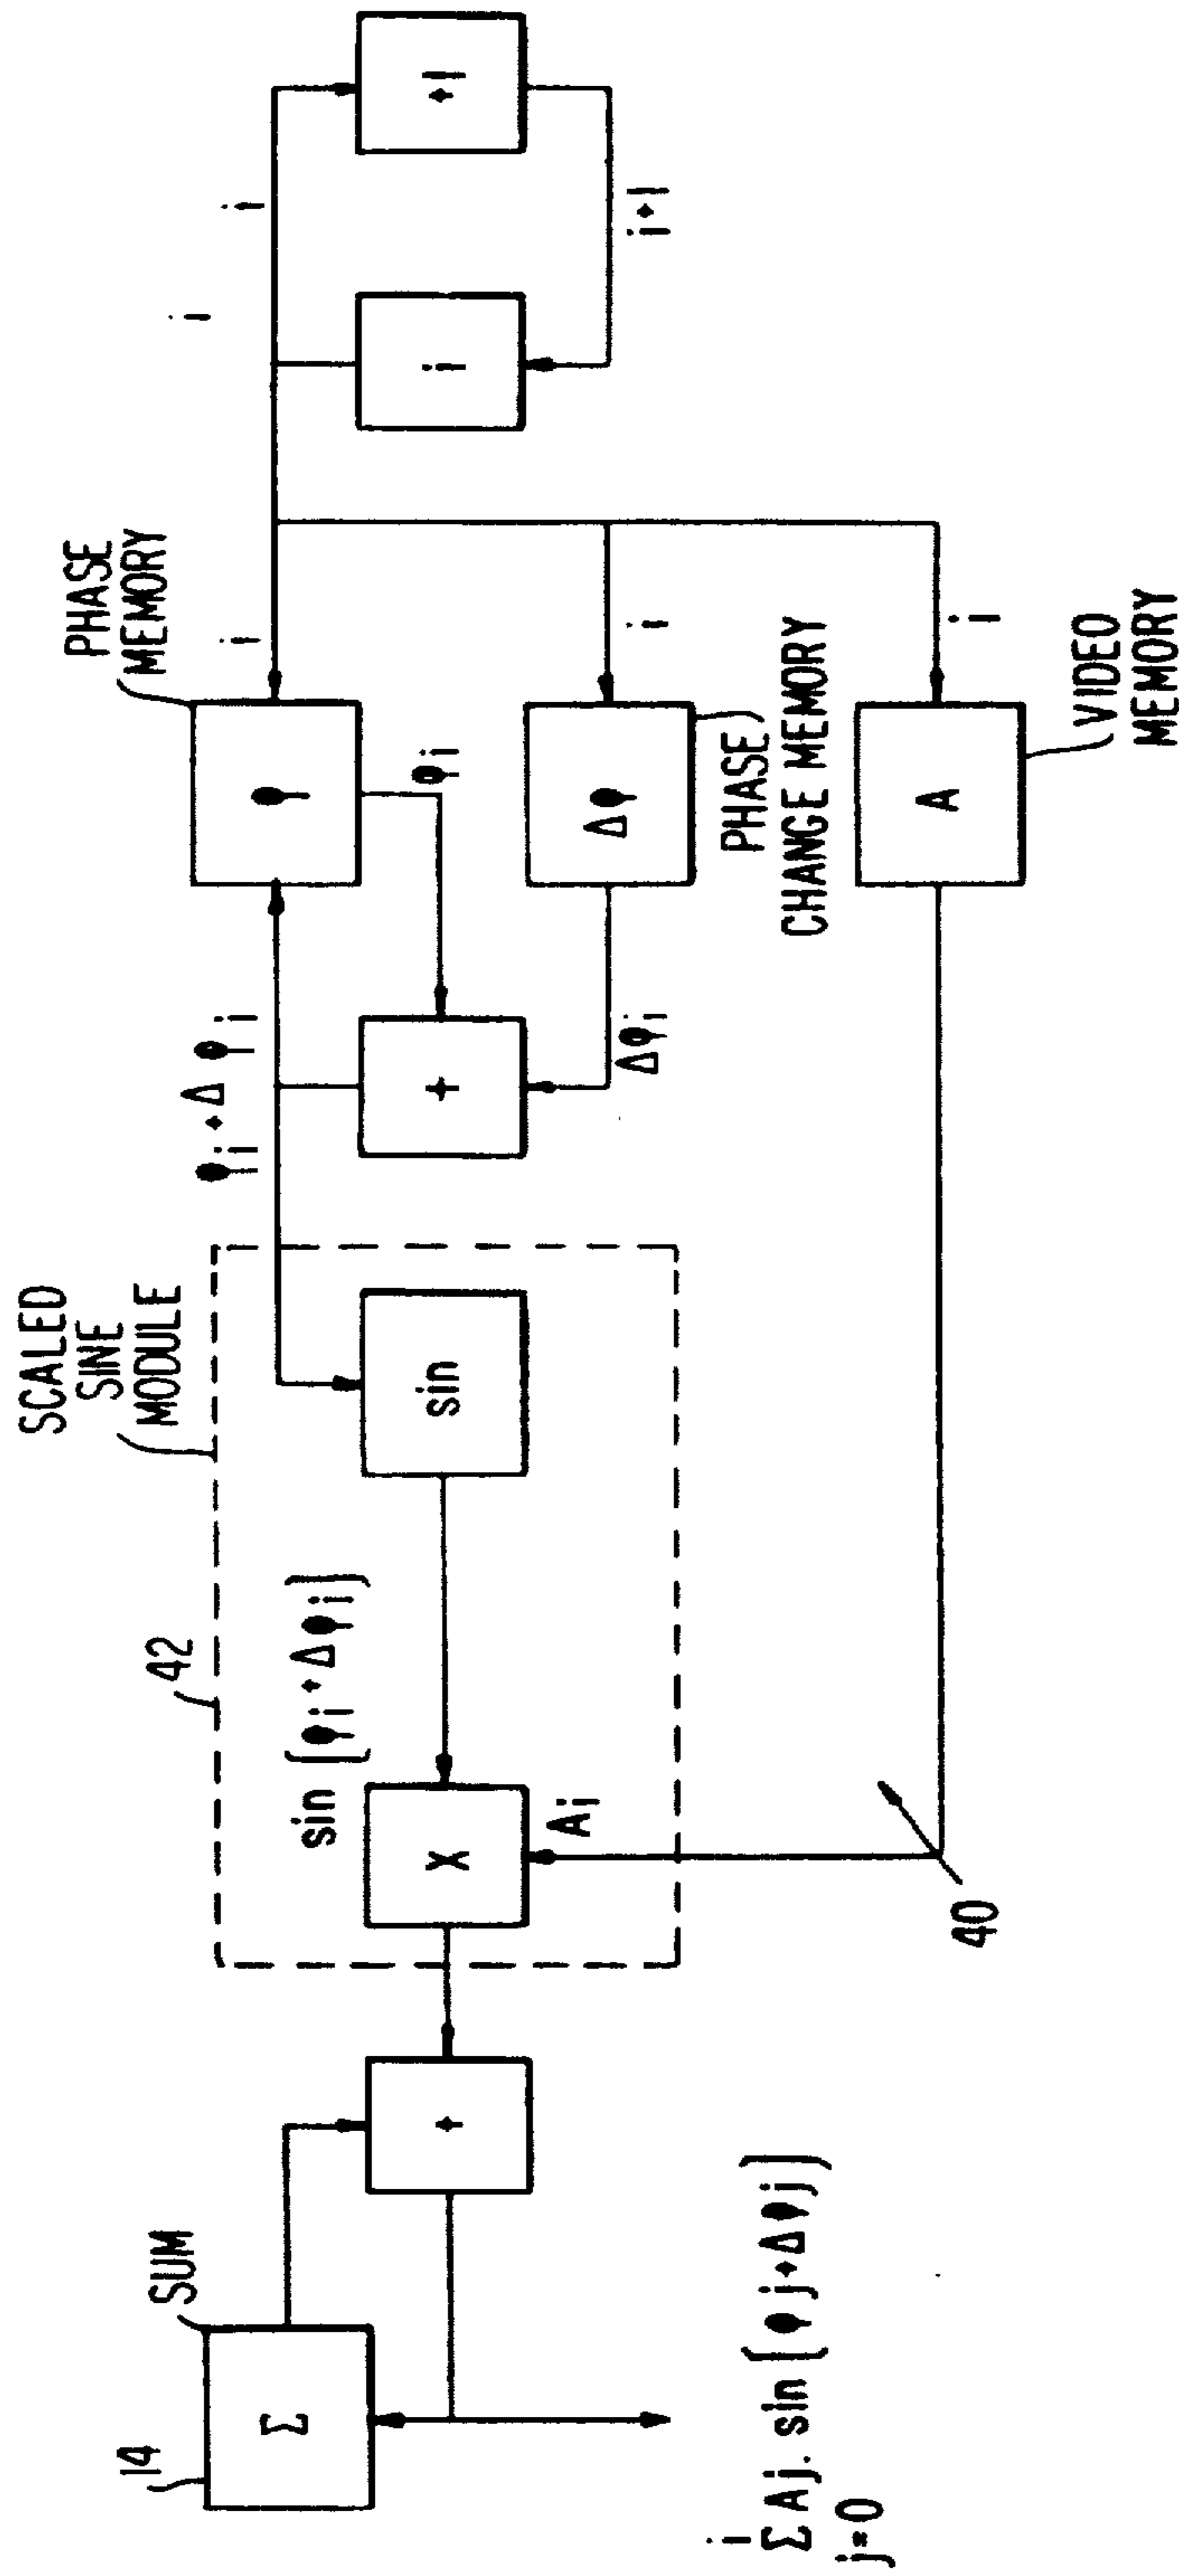 14
SUM
Σ
+
Σ Aj. sin [φj+Δφj]
i
j=0
42
SCALED
SINE
MODULE
sin [φi+Δφi]
X
Ai
sin
40
φi+Δφi
+
φi
Δφi
PHASE
MEMORY
φ
i
Δφ
i
PHASE
CHANGE MEMORY
A
i
VIDEO
MEMORY
i
i
i
+1
i+1